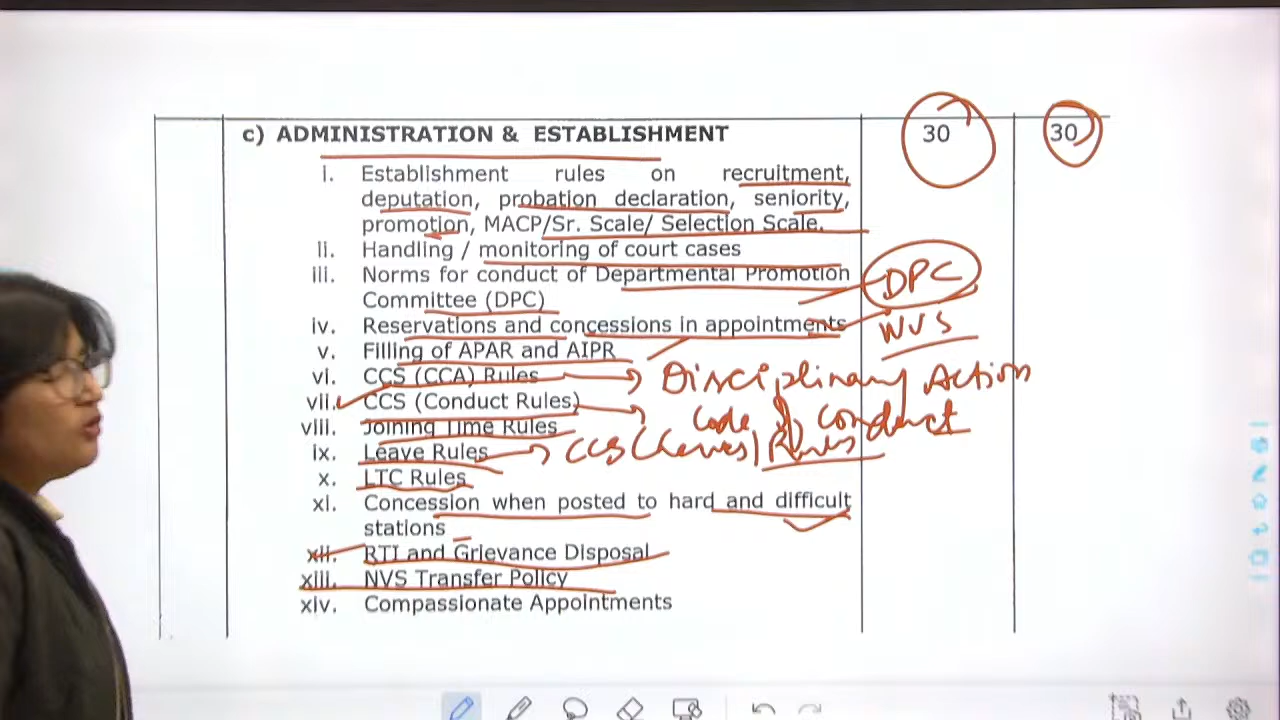 c) ADMINISTRATION & ESTABLISHMENT 30 30
i. Establishment rules on recruitment,
deputation, probation declaration, seniority,
promotion, MACP/Sr. Scale/ Selection Scale.
ii. Handling / monitoring of court cases
iii. Norms for conduct of Departmental Promotion
Committee (DPC)
DPC
iv. Reservations and concessions in appointments
NVS
v. Filling of APAR and AIPR
vi. CCS (CCA) Rules
Disciplinary Action
vii. CCS (Conduct Rules)
Code of Conduct
viii. Joining Time Rules
ix. Leave Rules
CCS (Leaves) Rules
x. LTC Rules
xi. Concession when posted to hard and difficult
stations
xii. RTI and Grievance Disposal
xiii. NVS Transfer Policy
xiv. Compassionate Appointments